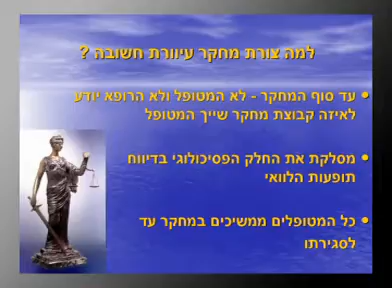 למה צורת מחקר עיוורת חשובה ?
עד סוף המחקר - לא המטופל ולא הרופא יודע
לאיזה קבוצת מחקר שייך המטופל
מסלקת את החלק הפסיכולוגי בדיווח
תופעות הלוואי
כל המטופלים ממשיכים במחקר עד
לסגירתו